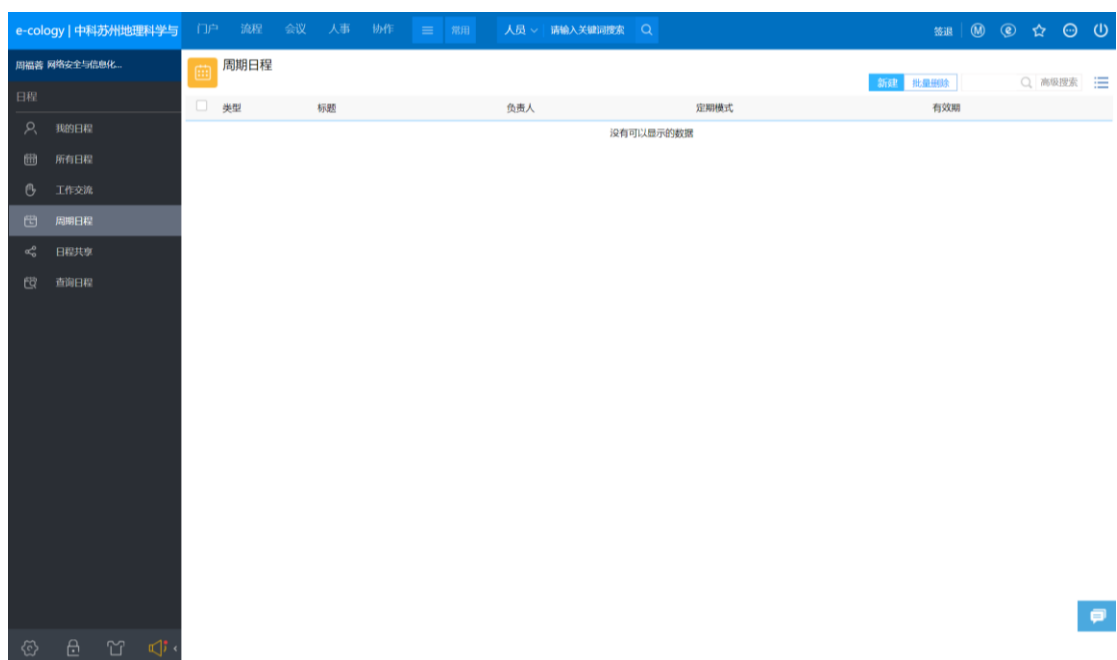 e-cology | 中科苏州地理科学与 门户 流程 会议 人事 协作 常用 人员 请输入关键词搜索 签退
周福蓉 网络安全与信息化...
周期日程
新建 批量删除 高级搜索
日程
类型 标题 负责人 定期模式 有效期
没有可以显示的数据
我的日程
所有日程
工作交流
周期日程
日程共享
查询日程